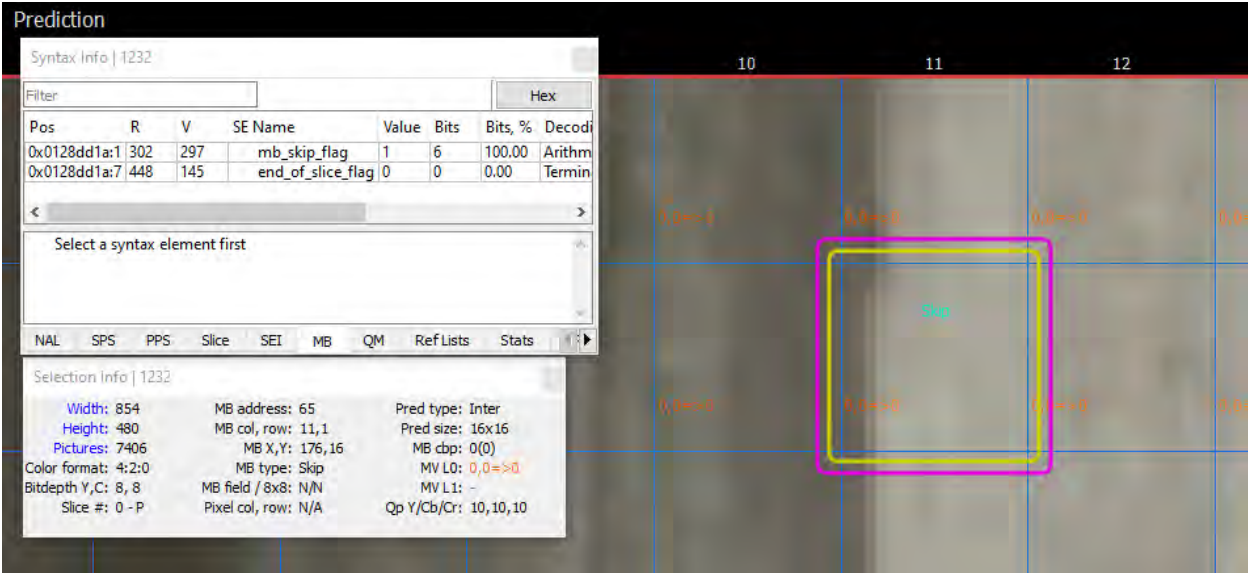 Prediction
Syntax Info | 1232
Filter
Hex
Pos R V SE Name Value Bits Bits, % Decodi
0x0128dd1a:1 302 297 mb_skip_flag 1 6 100.00 Arithm
0x0128dd1a:7 448 145 end_of_slice_flag 0 0 0.00 Termin
Select a syntax element first
NAL SPS PPS Slice SEI MB QM Ref Lists Stats
Selection Info | 1232
Width: 854 MB address: 65 Pred type: Inter
Height: 480 MB col, row: 11,1 Pred size: 16x16
Pictures: 7406 MB X,Y: 176,16 MB cbp: 0(0)
Color format: 4:2:0 MB type: Skip MV L0: 0,0=>0
Bitdepth Y,C: 8, 8 MB field / 8x8: N/N MV L1: -
Slice #: 0 - P Pixel col, row: N/A Qp Y/Cb/Cr: 10,10,10
10 11 12
0,0=>0 0,0=>0
Skip
0,0=>0 0,0=>0